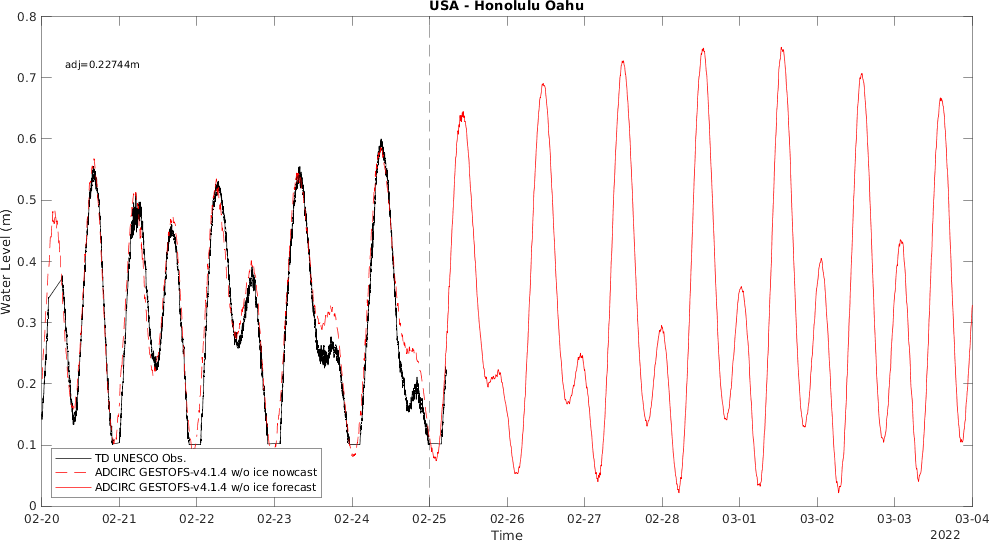 USA - Honolulu Oahu
0.8
0.7
0.6
0.5
0.4
0.3
0.2
0.1
0
Water Level (m)
adj=0.22744m
TD UNESCO Obs.
ADCIRC GESTOFS-v4.1.4 w/o ice nowcast
ADCIRC GESTOFS-v4.1.4 w/o ice forecast
02-20 02-21 02-22 02-23 02-24 02-25 02-26 02-27 02-28 03-01 03-02 03-03 03-04
Time
2022